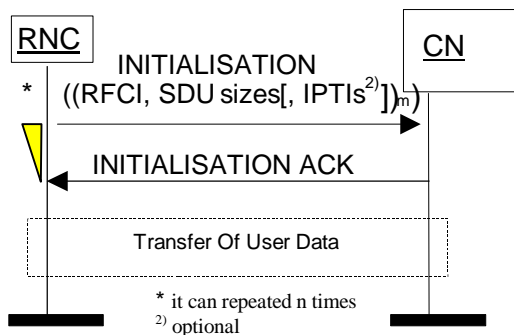 RNC
CN
INITIALISATION
*
((RFCI, SDU sizes[, IPTIs2)])m)
INITIALISATION ACK
Transfer Of User Data
* it can repeated n times
2) optional